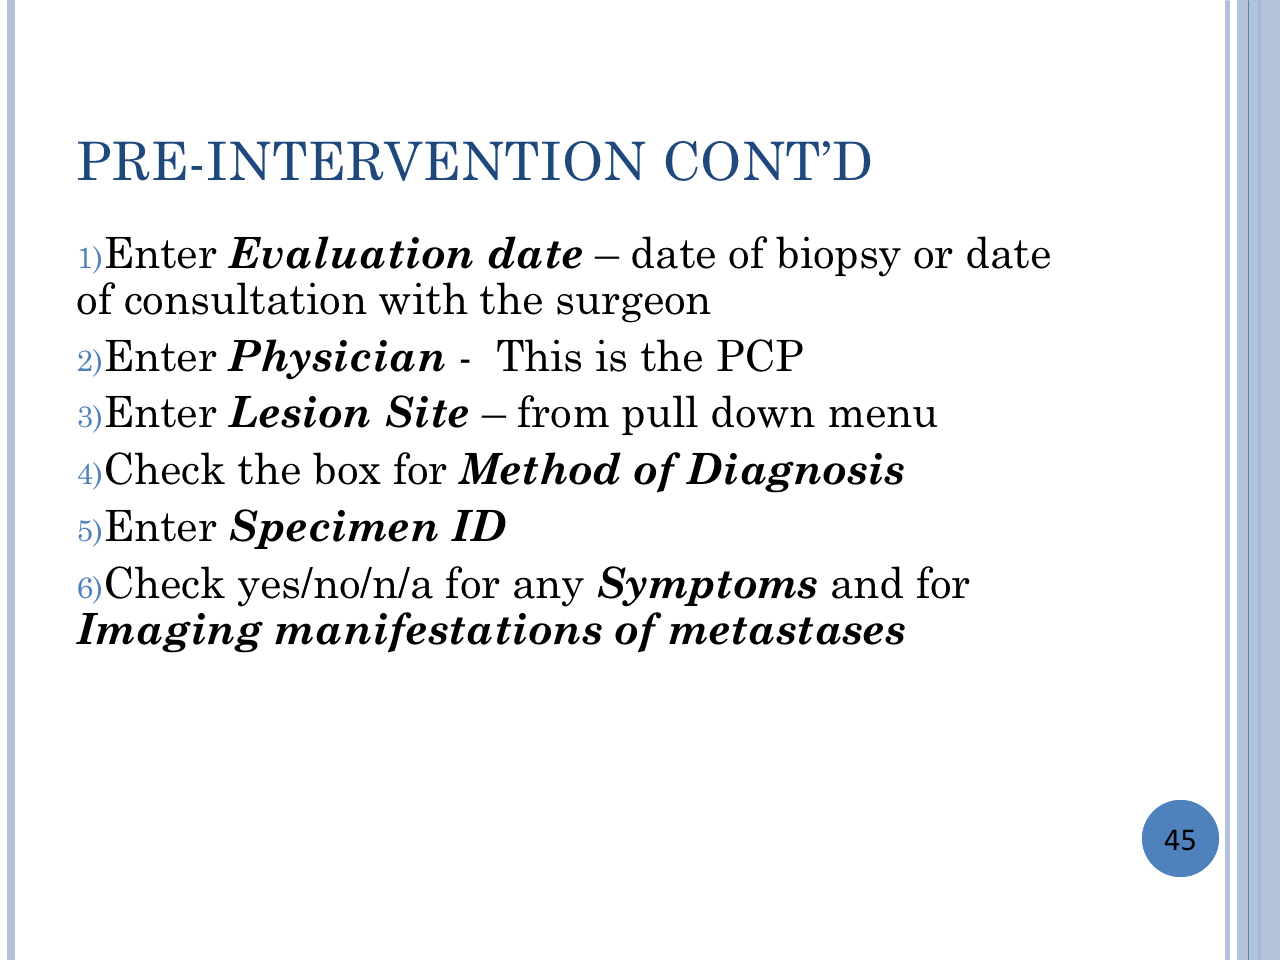 PRE-INTERVENTION CONT’D
1)Enter Evaluation date – date of biopsy or date
of consultation with the surgeon
2)Enter Physician -  This is the PCP
3)Enter Lesion Site – from pull down menu
4)Check the box for Method of Diagnosis
5)Enter Specimen ID
6)Check yes/no/n/a for any Symptoms and for
Imaging manifestations of metastases
45